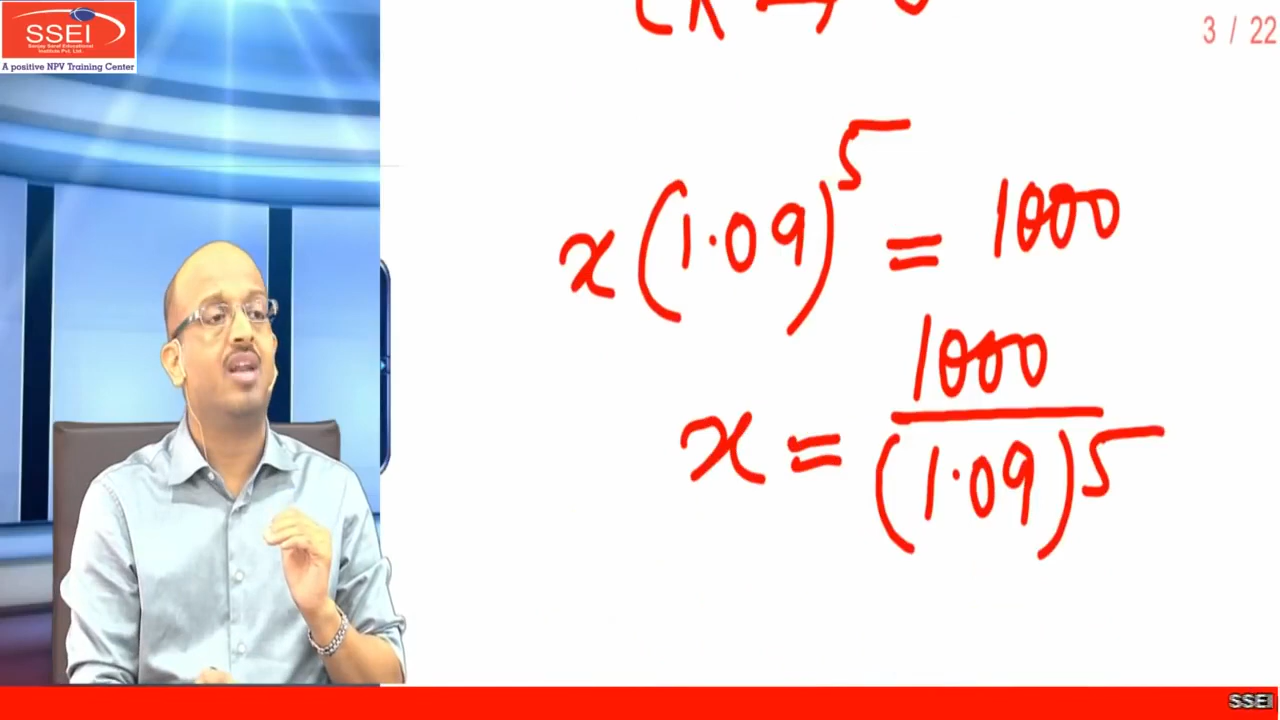 SSEI
Sanjay Saraf Educational
Institute Pvt. Ltd.
A positive NPV Training Center
3 / 22
x(1.09)^5 = 1000
x = 1000/(1.09)^5
SSEI